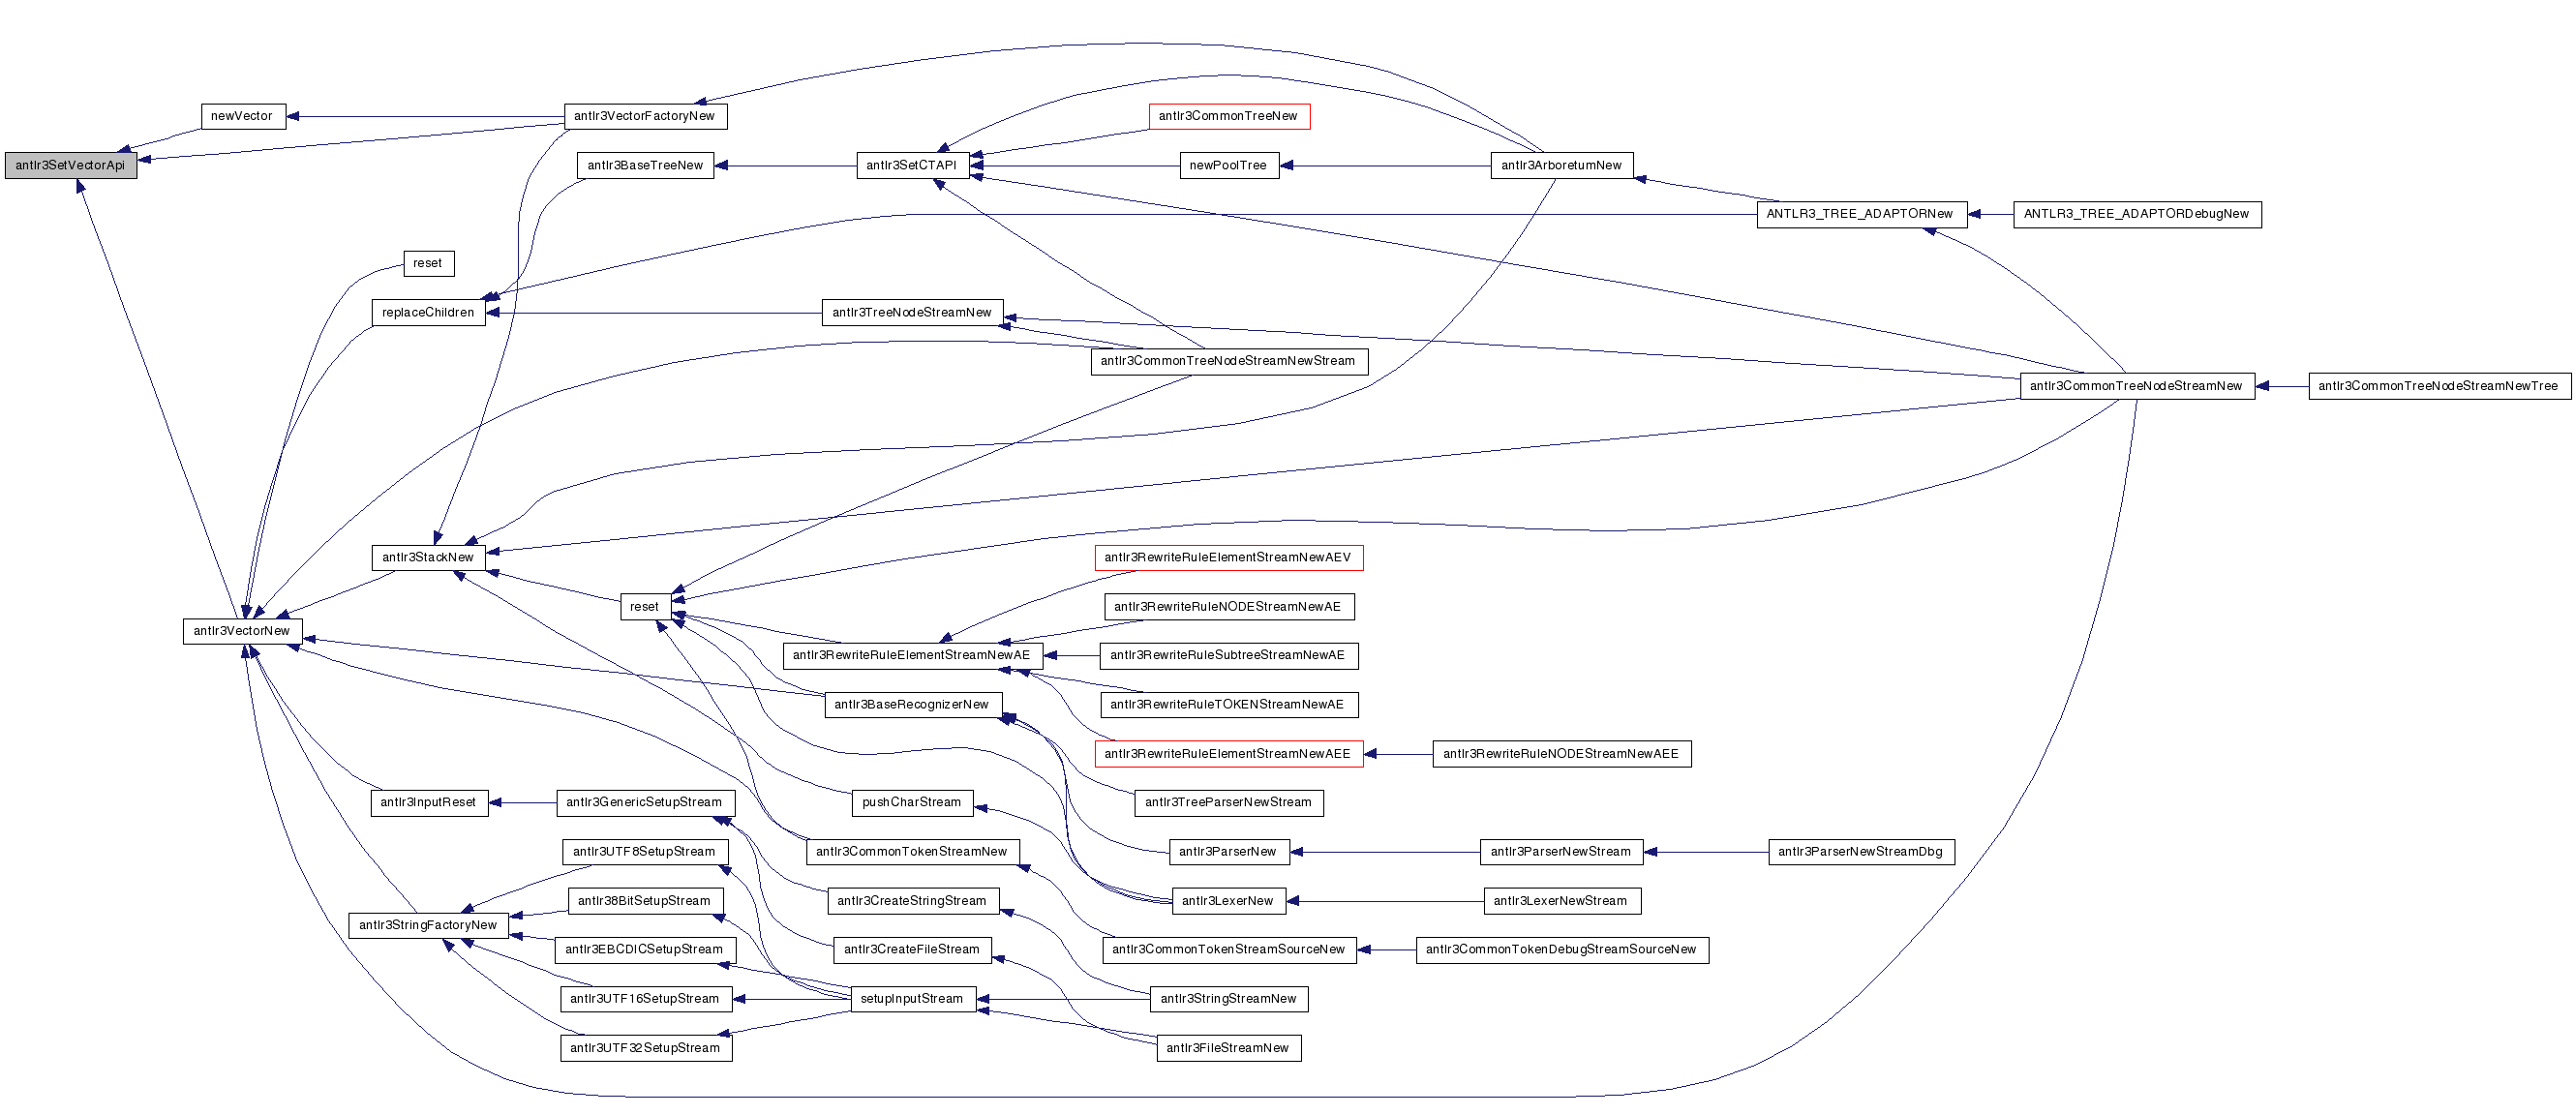 newVector
antlr3VectorFactoryNew
antlr3CommonTreeNew
antlr3SetVectorApi
antlr3BaseTreeNew
antlr3SetCTAPI
newPoolTree
antlr3ArboretumNew
ANTLR3_TREE_ADAPTORNew
ANTLR3_TREE_ADAPTORDebugNew
reset
replaceChildren
antlr3TreeNodeStreamNew
antlr3CommonTreeNodeStreamNewStream
antlr3CommonTreeNodeStreamNew
antlr3CommonTreeNodeStreamNewTree
antlr3StackNew
antlr3RewriteRuleElementStreamNewAEV
reset
antlr3RewriteRuleNODEStreamNewAE
antlr3VectorNew
antlr3RewriteRuleElementStreamNewAE
antlr3RewriteRuleSubtreeStreamNewAE
antlr3BaseRecognizerNew
antlr3RewriteRuleTOKENStreamNewAE
antlr3RewriteRuleElementStreamNewAEE
antlr3RewriteRuleNODEStreamNewAEE
antlr3InputReset
antlr3GenericSetupStream
pushCharStream
antlr3TreeParserNewStream
antlr3UTF8SetupStream
antlr3CommonTokenStreamNew
antlr3ParserNew
antlr3ParserNewStream
antlr3ParserNewStreamDbg
antlr38BitSetupStream
antlr3CreateStringStream
antlr3LexerNew
antlr3LexerNewStream
antlr3StringFactoryNew
antlr3EBCDICSetupStream
antlr3CreateFileStream
antlr3CommonTokenStreamSourceNew
antlr3CommonTokenDebugStreamSourceNew
antlr3UTF16SetupStream
setupInputStream
antlr3StringStreamNew
antlr3UTF32SetupStream
antlr3FileStreamNew